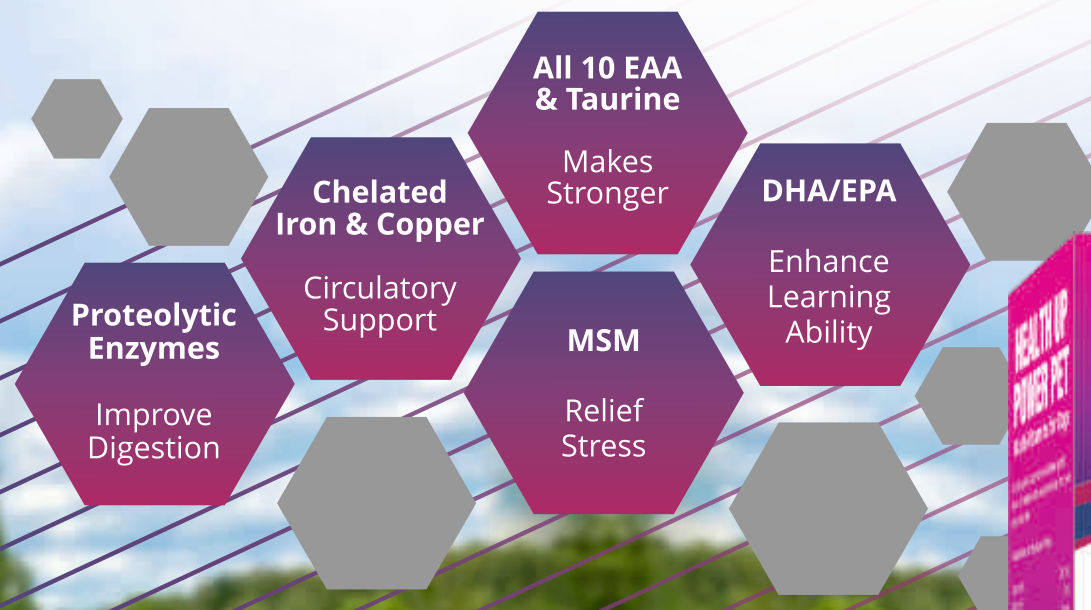 All 10 EAA
& Taurine
Makes
Stronger
Chelated
Iron & Copper
Circulatory
Support
DHA/EPA
Enhance
Learning
Ability
Proteolytic
Enzymes
Improve
Digestion
MSM
Relief
Stress
HEALTH UP
POWER PET